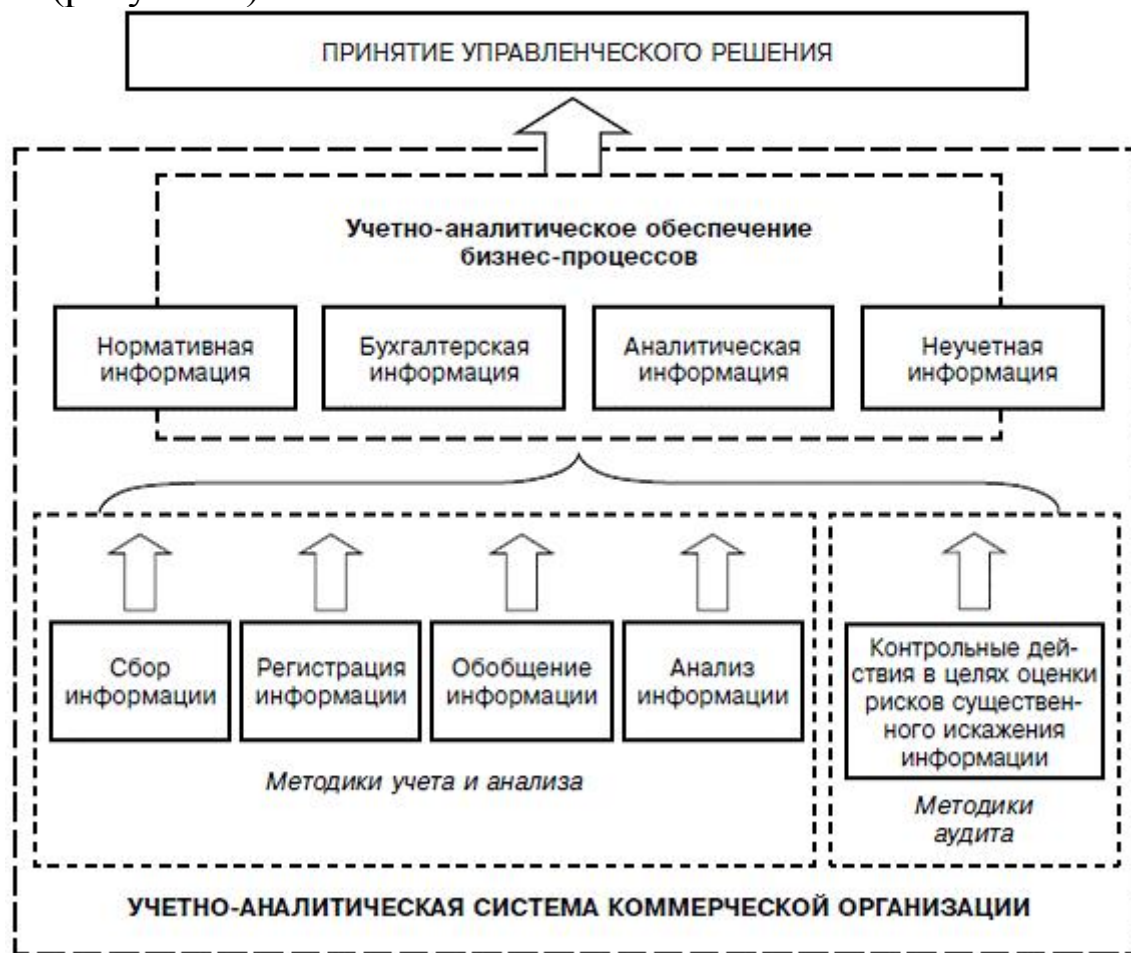 ПРИНЯТИЕ УПРАВЛЕНЧЕСКОГО РЕШЕНИЯ
Учетно-аналитическое обеспечение
бизнес-процессов
Нормативная
информация
Бухгалтерская
информация
Аналитическая
информация
Неучетная
информация
Сбор
информации
Регистрация
информации
Обобщение
информации
Анализ
информации
Контрольные дей-
ствия в целях оценки
рисков существен-
ного искажения
информации
Методики учета и анализа
Методики
аудита
УЧЕТНО-АНАЛИТИЧЕСКАЯ СИСТЕМА КОММЕРЧЕСКОЙ ОРГАНИЗАЦИИ